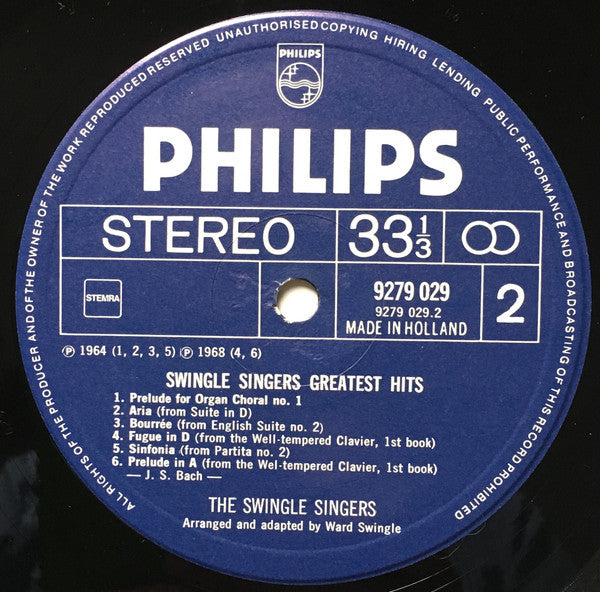 ALL RIGHTS OF THE PRODUCER AND OF THE OWNER OF THE WORK REPRODUCED RESERVED UNAUTHORISED COPYING HIRING LENDING PUBLIC PERFORMANCE AND BROADCASTING OF THIS RECORD PROHIBITED
PHILIPS
PHILIPS
STEREO 33 1/3
STEMRA
9279 029
9279 029.2
MADE IN HOLLAND
2
Ⓟ 1964 (1, 2, 3, 5) Ⓟ 1968 (4, 6)
SWINGLE SINGERS GREATEST HITS
1. Prelude for Organ Choral no. 1
2. Aria (from Suite in D)
3. Bourrée (from English Suite no. 2)
4. Fugue in D (from the Well-tempered Clavier, 1st book)
5. Sinfonia (from Partita no. 2)
6. Prelude in A (from the Wel-tempered Clavier, 1st book)
— J. S. Bach —
THE SWINGLE SINGERS
Arranged and adapted by Ward Swingle